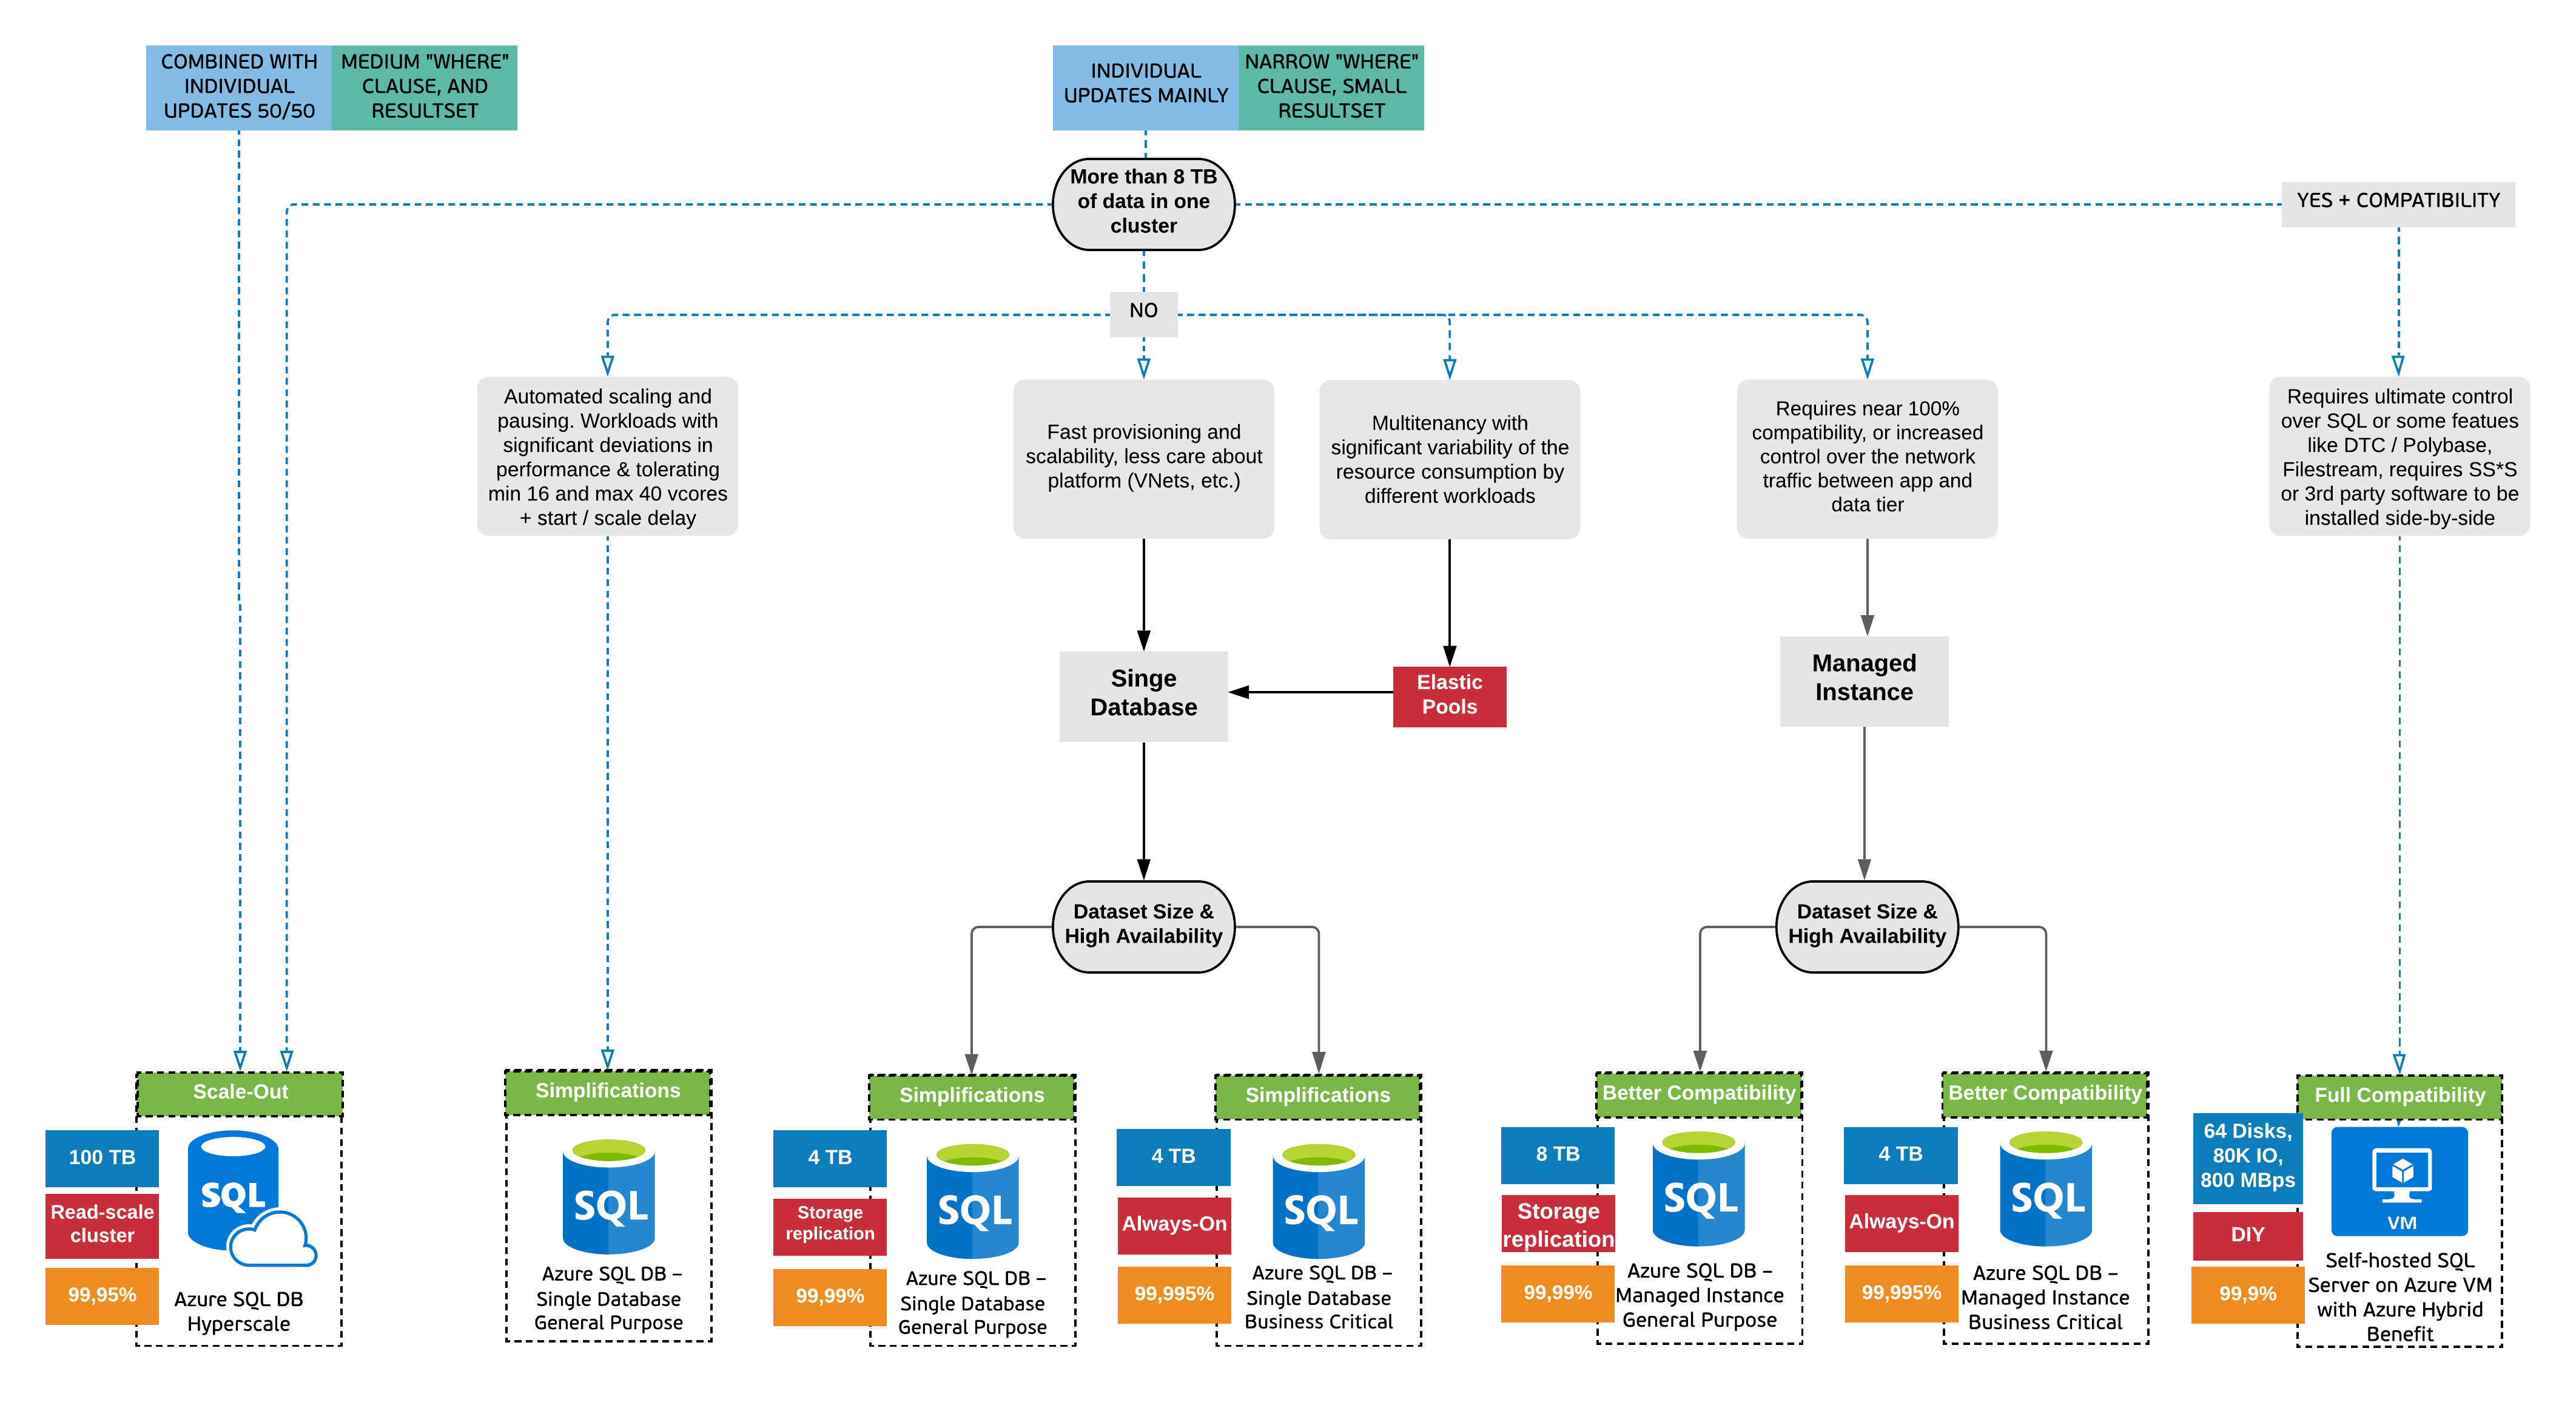 COMBINED WITH
INDIVIDUAL
UPDATES 50/50
MEDIUM "WHERE"
CLAUSE, AND
RESULTSET
INDIVIDUAL
UPDATES MAINLY
NARROW "WHERE"
CLAUSE, SMALL
RESULTSET
More than 8 TB
of data in one
cluster
YES + COMPATIBILITY
NO
Automated scaling and
pausing. Workloads with
significant deviations in
performance & tolerating
min 16 and max 40 vcores
+ start / scale delay
Fast provisioning and
scalability, less care about
platform (VNets, etc.)
Multitenancy with
significant variability of the
resource consumption by
different workloads
Requires near 100%
compatibility, or increased
control over the network
traffic between app and
data tier
Requires ultimate control
over SQL or some featues
like DTC / Polybase,
Filestream, requires SS*S
or 3rd party software to be
installed side-by-side
Singe
Database
Elastic
Pools
Managed
Instance
Dataset Size &
High Availability
Dataset Size &
High Availability
Scale-Out
100 TB
Read-scale
cluster
99,95%
SQL
Azure SQL DB
Hyperscale
Simplifications
SQL
Azure SQL DB –
Single Database
General Purpose
Simplifications
4 TB
Storage
replication
99,99%
SQL
Azure SQL DB –
Single Database
General Purpose
Simplifications
4 TB
Always-On
99,995%
SQL
Azure SQL DB –
Single Database
Business Critical
Better Compatibility
8 TB
Storage
replication
99,99%
SQL
Azure SQL DB –
Managed Instance
General Purpose
Better Compatibility
4 TB
Always-On
99,995%
SQL
Azure SQL DB –
Managed Instance
Business Critical
Full Compatibility
64 Disks,
80K IO,
800 MBps
DIY
99,9%
VM
Self-hosted SQL
Server on Azure VM
with Azure Hybrid
Benefit